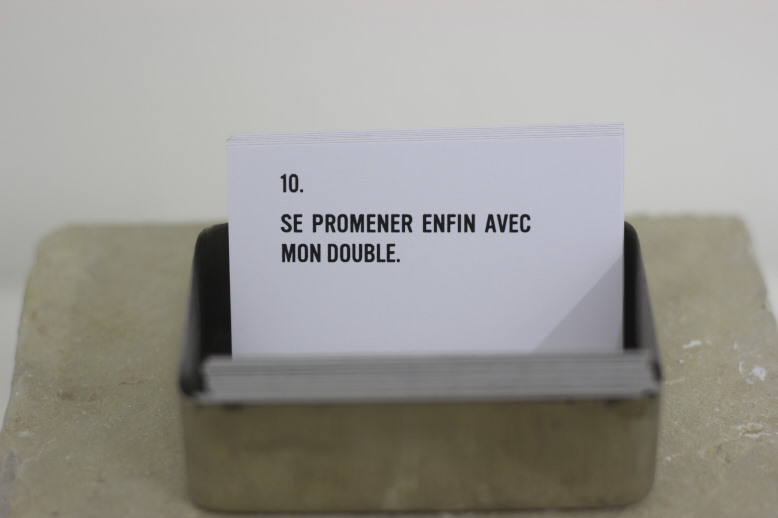 10.
SE PROMENER ENFIN AVEC
MON DOUBLE.